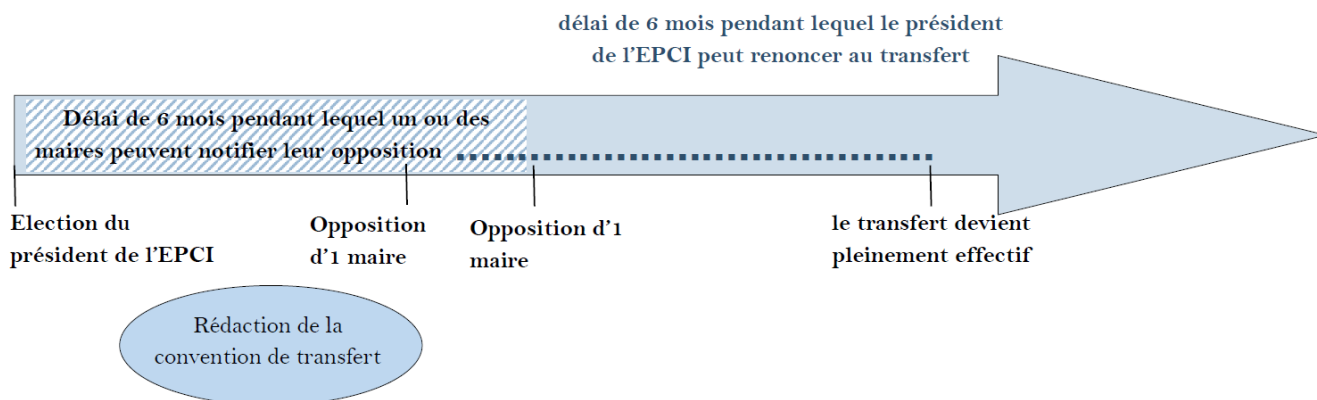 délai de 6 mois pendant lequel le président
de l'EPCI peut renoncer au transfert
Délai de 6 mois pendant lequel un ou des
maires peuvent notifier leur opposition
Election du
président de l'EPCI
Opposition
d'1 maire
Opposition d'1
maire
le transfert devient
pleinement effectif
Rédaction de la
convention de transfert